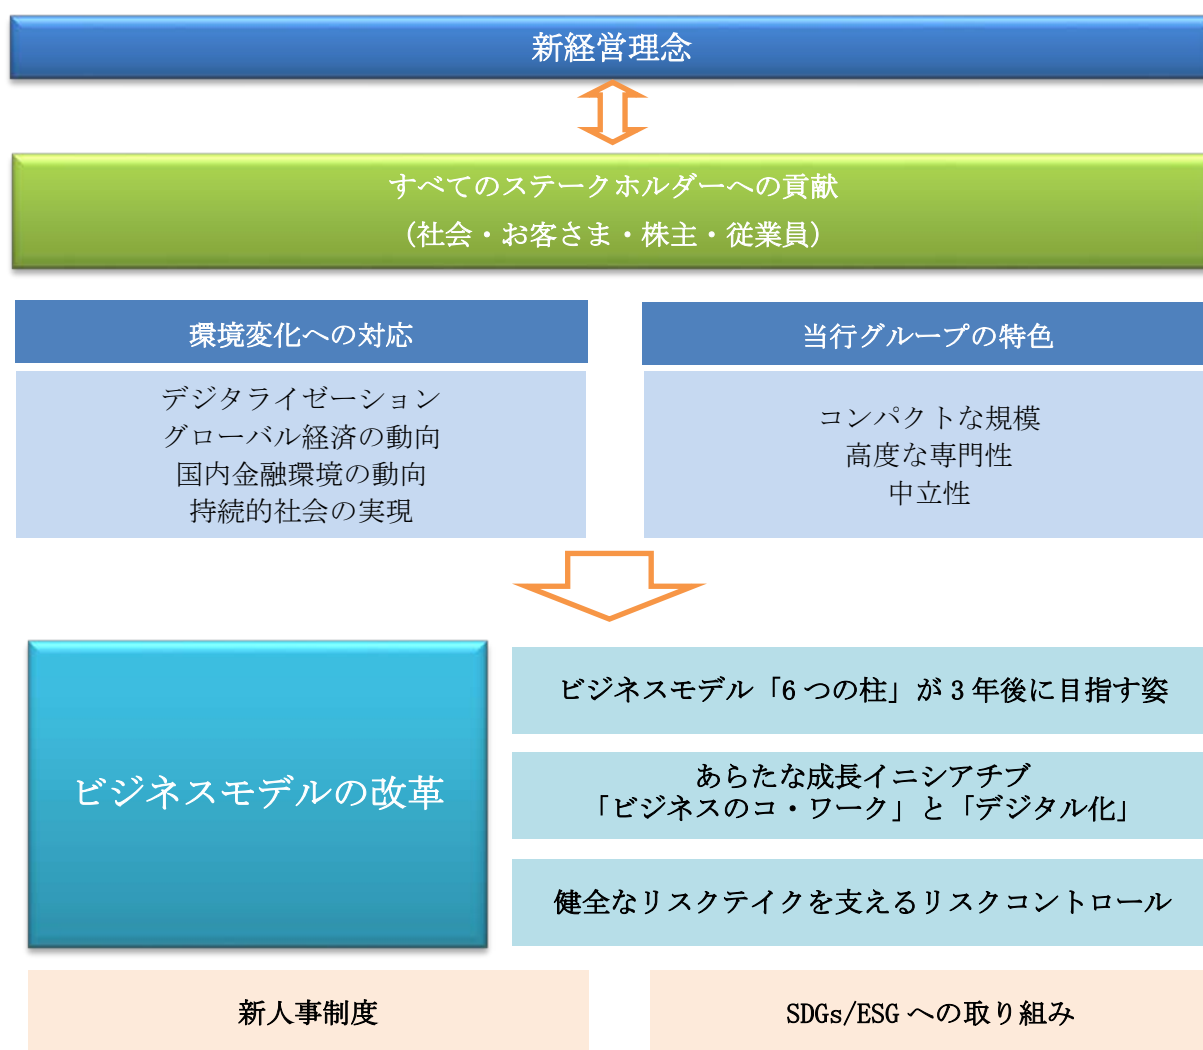 新経営理念
すべてのステークホルダーへの貢献
(社会・お客さま・株主・従業員)
環境変化への対応
デジタライゼーション
グローバル経済の動向
国内金融環境の動向
持続的社会の実現
当行グループの特色
コンパクトな規模
高度な専門性
中立性
ビジネスモデルの改革
ビジネスモデル「6つの柱」が3年後に目指す姿
あらたな成長イニシアチブ
「ビジネスのコ・ワーク」と「デジタル化」
健全なリスクテイクを支えるリスクコントロール
新人事制度
SDGs/ESGへの取り組み